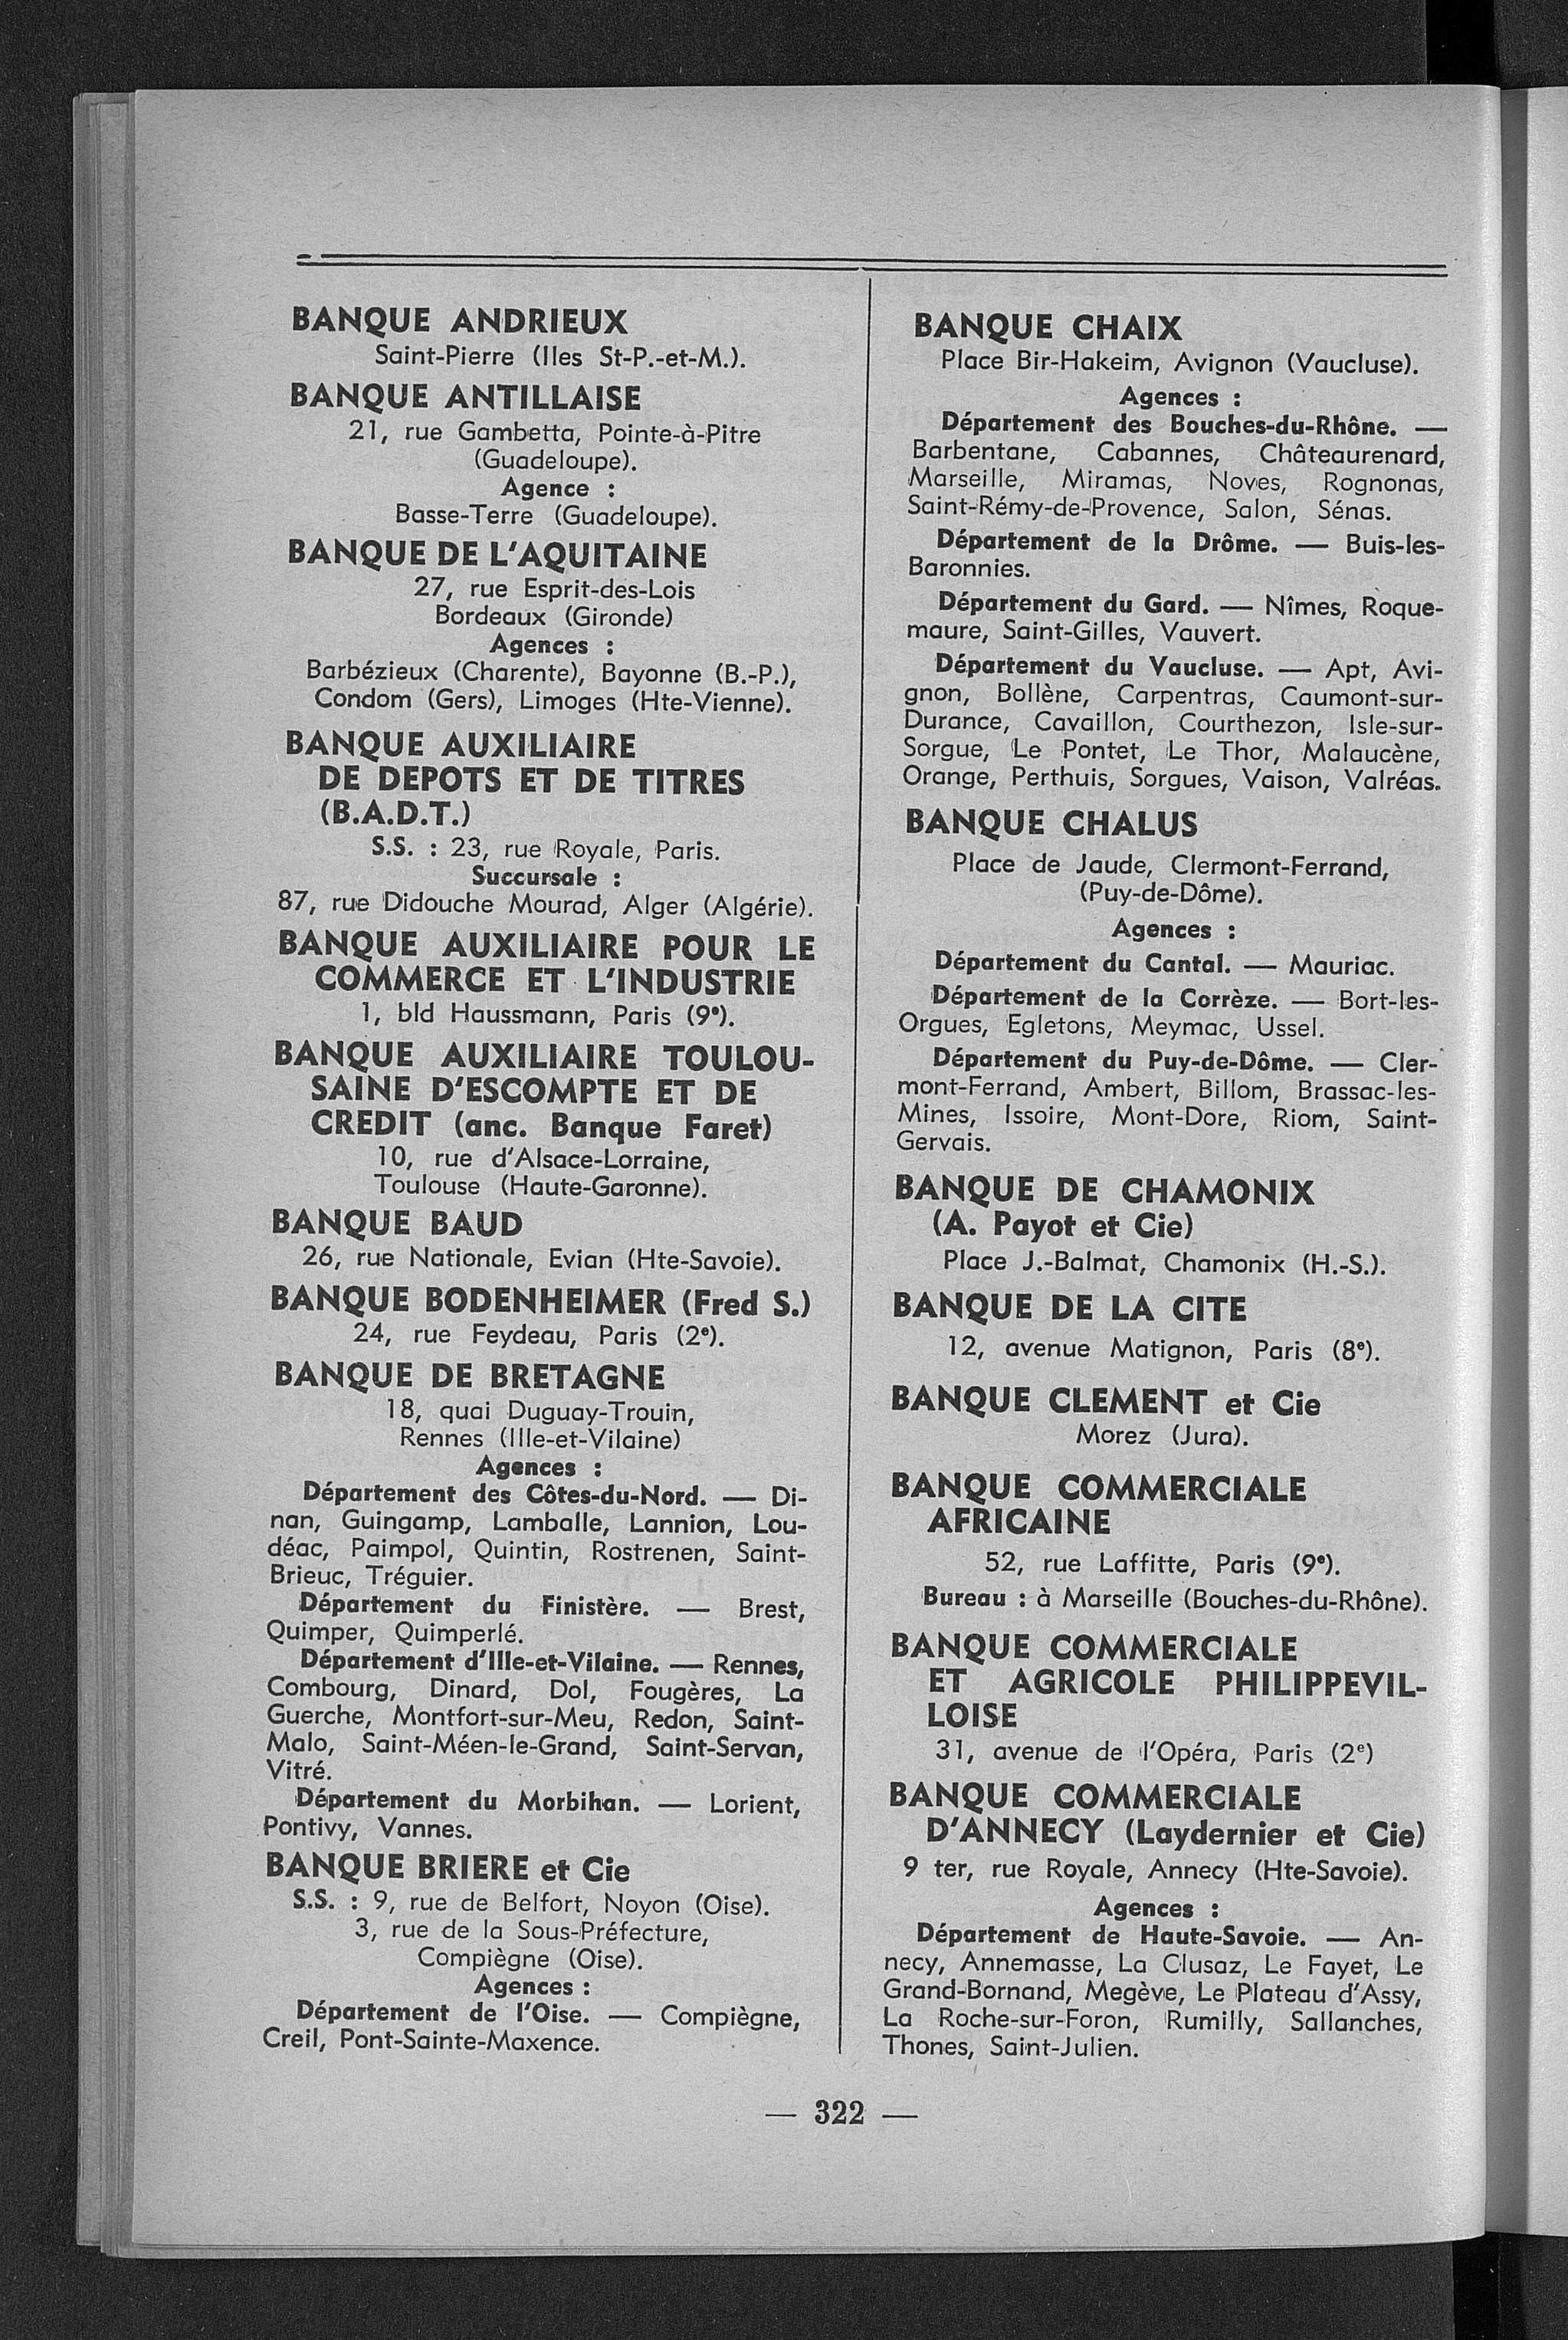 BANQUE ANDRIEUX
Saint-Pierre (Iles St-P.-et-M.).
BANQUE ANTILLAISE
21, rue Gambetta, Pointe-à-Pitre
(Guadeloupe).
Agence :
Basse-Terre (Guadeloupe).
BANQUE DE L'AQUITAINE
27, rue Esprit-des-Lois
Bordeaux (Gironde)
Agences :
Barbézieux (Charente), Bayonne (B.-P.),
Condom (Gers), Limoges (Hte-Vienne).
BANQUE AUXILIAIRE
DE DEPOTS ET DE TITRES
(B.A.D.T.)
S.S. : 23, rue Royale, Paris.
Succursale :
87, rue Didouche Mourad, Alger (Algérie).
BANQUE AUXILIAIRE POUR LE
COMMERCE ET L'INDUSTRIE
1, bld Haussmann, Paris (9e).
BANQUE AUXILIAIRE TOULOU-
SAINE D'ESCOMPTE ET DE
CREDIT (anc. Banque Faret)
10, rue d'Alsace-Lorraine,
Toulouse (Haute-Garonne).
BANQUE BAUD
26, rue Nationale, Evian (Hte-Savoie).
BANQUE BODENHEIMER (Fred S.)
24, rue Feydeau, Paris (2e).
BANQUE DE BRETAGNE
18, quai Duguay-Trouin,
Rennes (Ille-et-Vilaine)
Agences :
Département des Côtes-du-Nord. — Di-
nan, Guingamp, Lamballe, Lannion, Lou-
déac, Paimpol, Quintin, Rostrenen, Saint-
Brieuc, Tréguier.
Département du Finistère. — Brest,
Quimper, Quimperlé.
Département d'Ille-et-Vilaine. — Rennes,
Combourg, Dinard, Dol, Fougères, La
Guerche, Montfort-sur-Meu, Redon, Saint-
Malo, Saint-Méen-le-Grand, Saint-Servan,
Vitré.
Département du Morbihan. — Lorient,
Pontivy, Vannes.
BANQUE BRIERE et Cie
S.S. : 9, rue de Belfort, Noyon (Oise).
3, rue de la Sous-Préfecture,
Compiègne (Oise).
Agences :
Département de l'Oise. — Compiègne,
Creil, Pont-Sainte-Maxence.
BANQUE CHAIX
Place Bir-Hakeim, Avignon (Vaucluse).
Agences :
Département des Bouches-du-Rhône. —
Barbentane, Cabannes, Châteaurenard,
Marseille, Miramas, Noves, Rognonas,
Saint-Rémy-de-Provence, Salon, Sénas.
Département de la Drôme. — Buis-les-
Baronnies.
Département du Gard. — Nîmes, Roque-
maure, Saint-Gilles, Vauvert.
Département du Vaucluse. — Apt, Avi-
gnon, Bollène, Carpentras, Caumont-sur-
Durance, Cavaillon, Courthezon, Isle-sur-
Sorgue, Le Pontet, Le Thor, Malaucène,
Orange, Perthuis, Sorgues, Vaison, Valréas.
BANQUE CHALUS
Place de Jaude, Clermont-Ferrand,
(Puy-de-Dôme).
Agences :
Département du Cantal. — Mauriac.
Département de la Corrèze. — Bort-les-
Orgues, Egletons, Meymac, Ussel.
Département du Puy-de-Dôme. — Cler-
mont-Ferrand, Ambert, Billom, Brassac-les-
Mines, Issoire, Mont-Dore, Riom, Saint-
Gervais.
BANQUE DE CHAMONIX
(A. Payot et Cie)
Place J.-Balmat, Chamonix (H.-S.).
BANQUE DE LA CITE
12, avenue Matignon, Paris (8e).
BANQUE CLEMENT et Cie
Morez (Jura).
BANQUE COMMERCIALE
AFRICAINE
52, rue Laffitte, Paris (9e).
Bureau : à Marseille (Bouches-du-Rhône).
BANQUE COMMERCIALE
ET AGRICOLE PHILIPPEVIL-
LOISE
31, avenue de l'Opéra, Paris (2e)
BANQUE COMMERCIALE
D'ANNECY (Laydernier et Cie)
9 ter, rue Royale, Annecy (Hte-Savoie).
Agences :
Département de Haute-Savoie. — An-
necy, Annemasse, La Clusaz, Le Fayet, Le
Grand-Bornand, Megève, Le Plateau d'Assy,
La Roche-sur-Foron, Rumilly, Sallanches,
Thones, Saint-Julien.
— 322 —